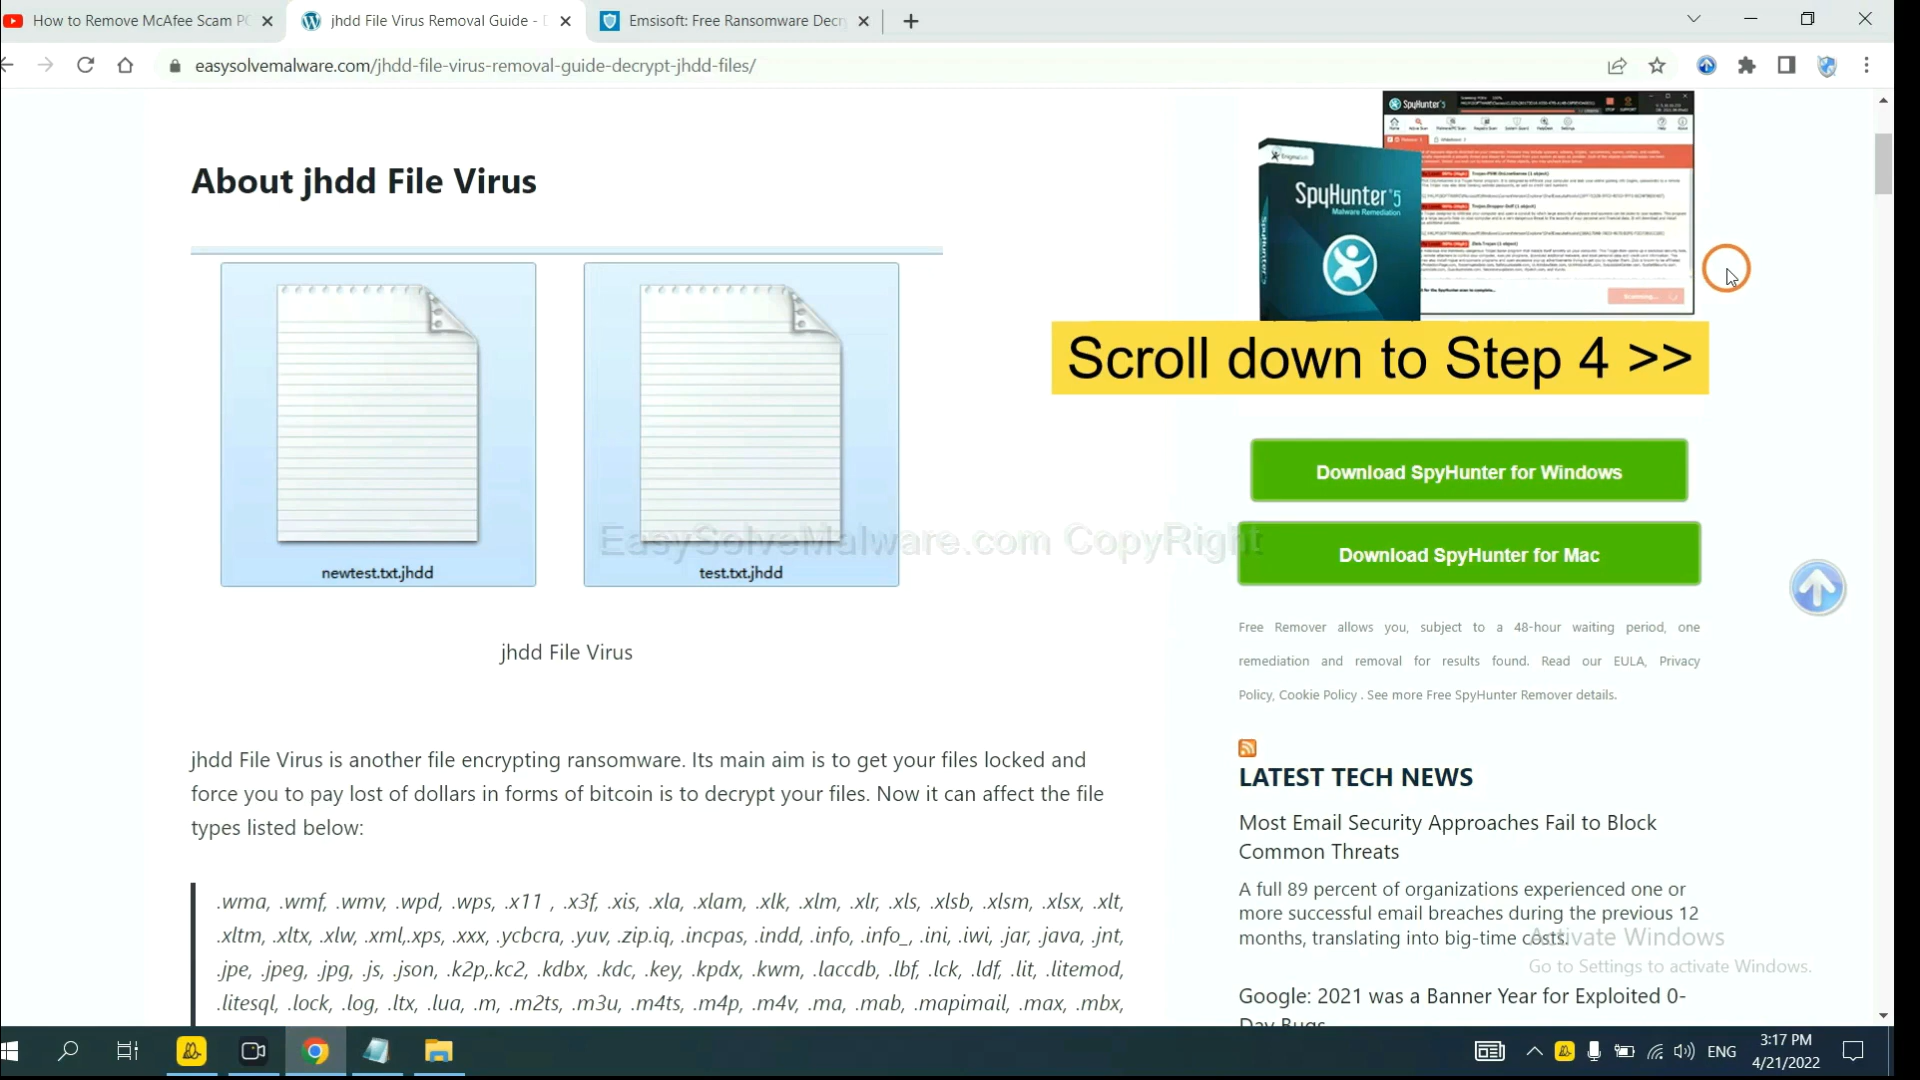 How to Remove McAfee Scam PO
jhdd File Virus Removal Guide - D
Emsisoft: Free Ransomware Decry
easysolvemalware.com/jhdd-file-virus-removal-guide-decrypt-jhdd-files/
About jhdd File Virus
newtest.txt.jhdd
test.txt.jhdd
jhdd File Virus
jhdd File Virus is another file encrypting ransomware. Its main aim is to get your files locked and
force you to pay lost of dollars in forms of bitcoin is to decrypt your files. Now it can affect the file
types listed below:
.wma, .wmf, .wmv, .wpd, .wps, .x11 , .x3f, .xis, .xla, .xlam, .xlk, .xlm, .xlr, .xls, .xlsb, .xlsm, .xlsx, .xlt,
.xltm, .xltx, .xlw, .xml,.xps, .xxx, .ycbcra, .yuv, .zip.iq, .incpas, .indd, .info, .info_, .ini, .iwi, .jar, .java, .jnt,
.jpe, .jpeg, .jpg, .js, .json, .k2p,.kc2, .kdbx, .kdc, .key, .kpdx, .kwm, .laccdb, .lbf, .lck, .ldf, .lit, .litemod,
.litesql, .lock, .log, .ltx, .lua, .m, .m2ts, .m3u, .m4ts, .m4p, .m4v, .ma, .mab, .mapimail, .max, .mbx,
EasySolveMalware.com CopyRight
SpyHunter 5
EnigmaSoft
SpyHunter 5
Malware Remediation
Scroll down to Step 4 >>
Download SpyHunter for Windows
Download SpyHunter for Mac
Free Remover allows you, subject to a 48-hour waiting period, one
remediation and removal for results found. Read our EULA, Privacy
Policy, Cookie Policy . See more Free SpyHunter Remover details.
LATEST TECH NEWS
Most Email Security Approaches Fail to Block
Common Threats
A full 89 percent of organizations experienced one or
more successful email breaches during the previous 12
months, translating into big-time costs.
Activate Windows
Go to Settings to activate Windows.
Google: 2021 was a Banner Year for Exploited 0-
Day Bugs
ENG
3:17 PM
4/21/2022